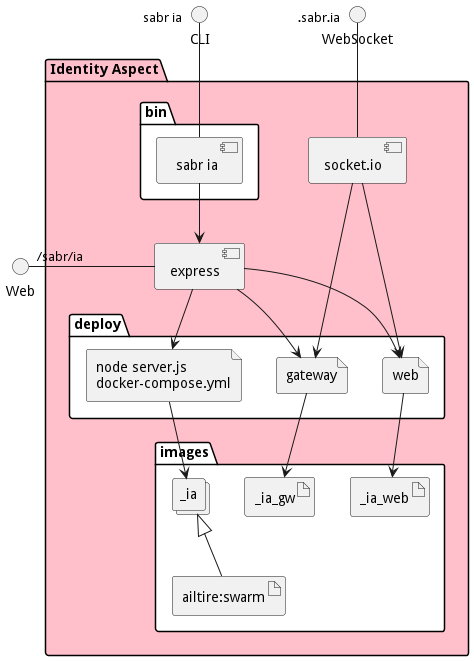 sabr ia
.sabr.ia
CLI
WebSocket
Identity Aspect
bin
sabr ia
socket.io
/sabr/ia
express
Web
deploy
node server.js
docker-compose.yml
gateway
web
images
_ia
_ia_gw
_ia_web
ailtire:swarm